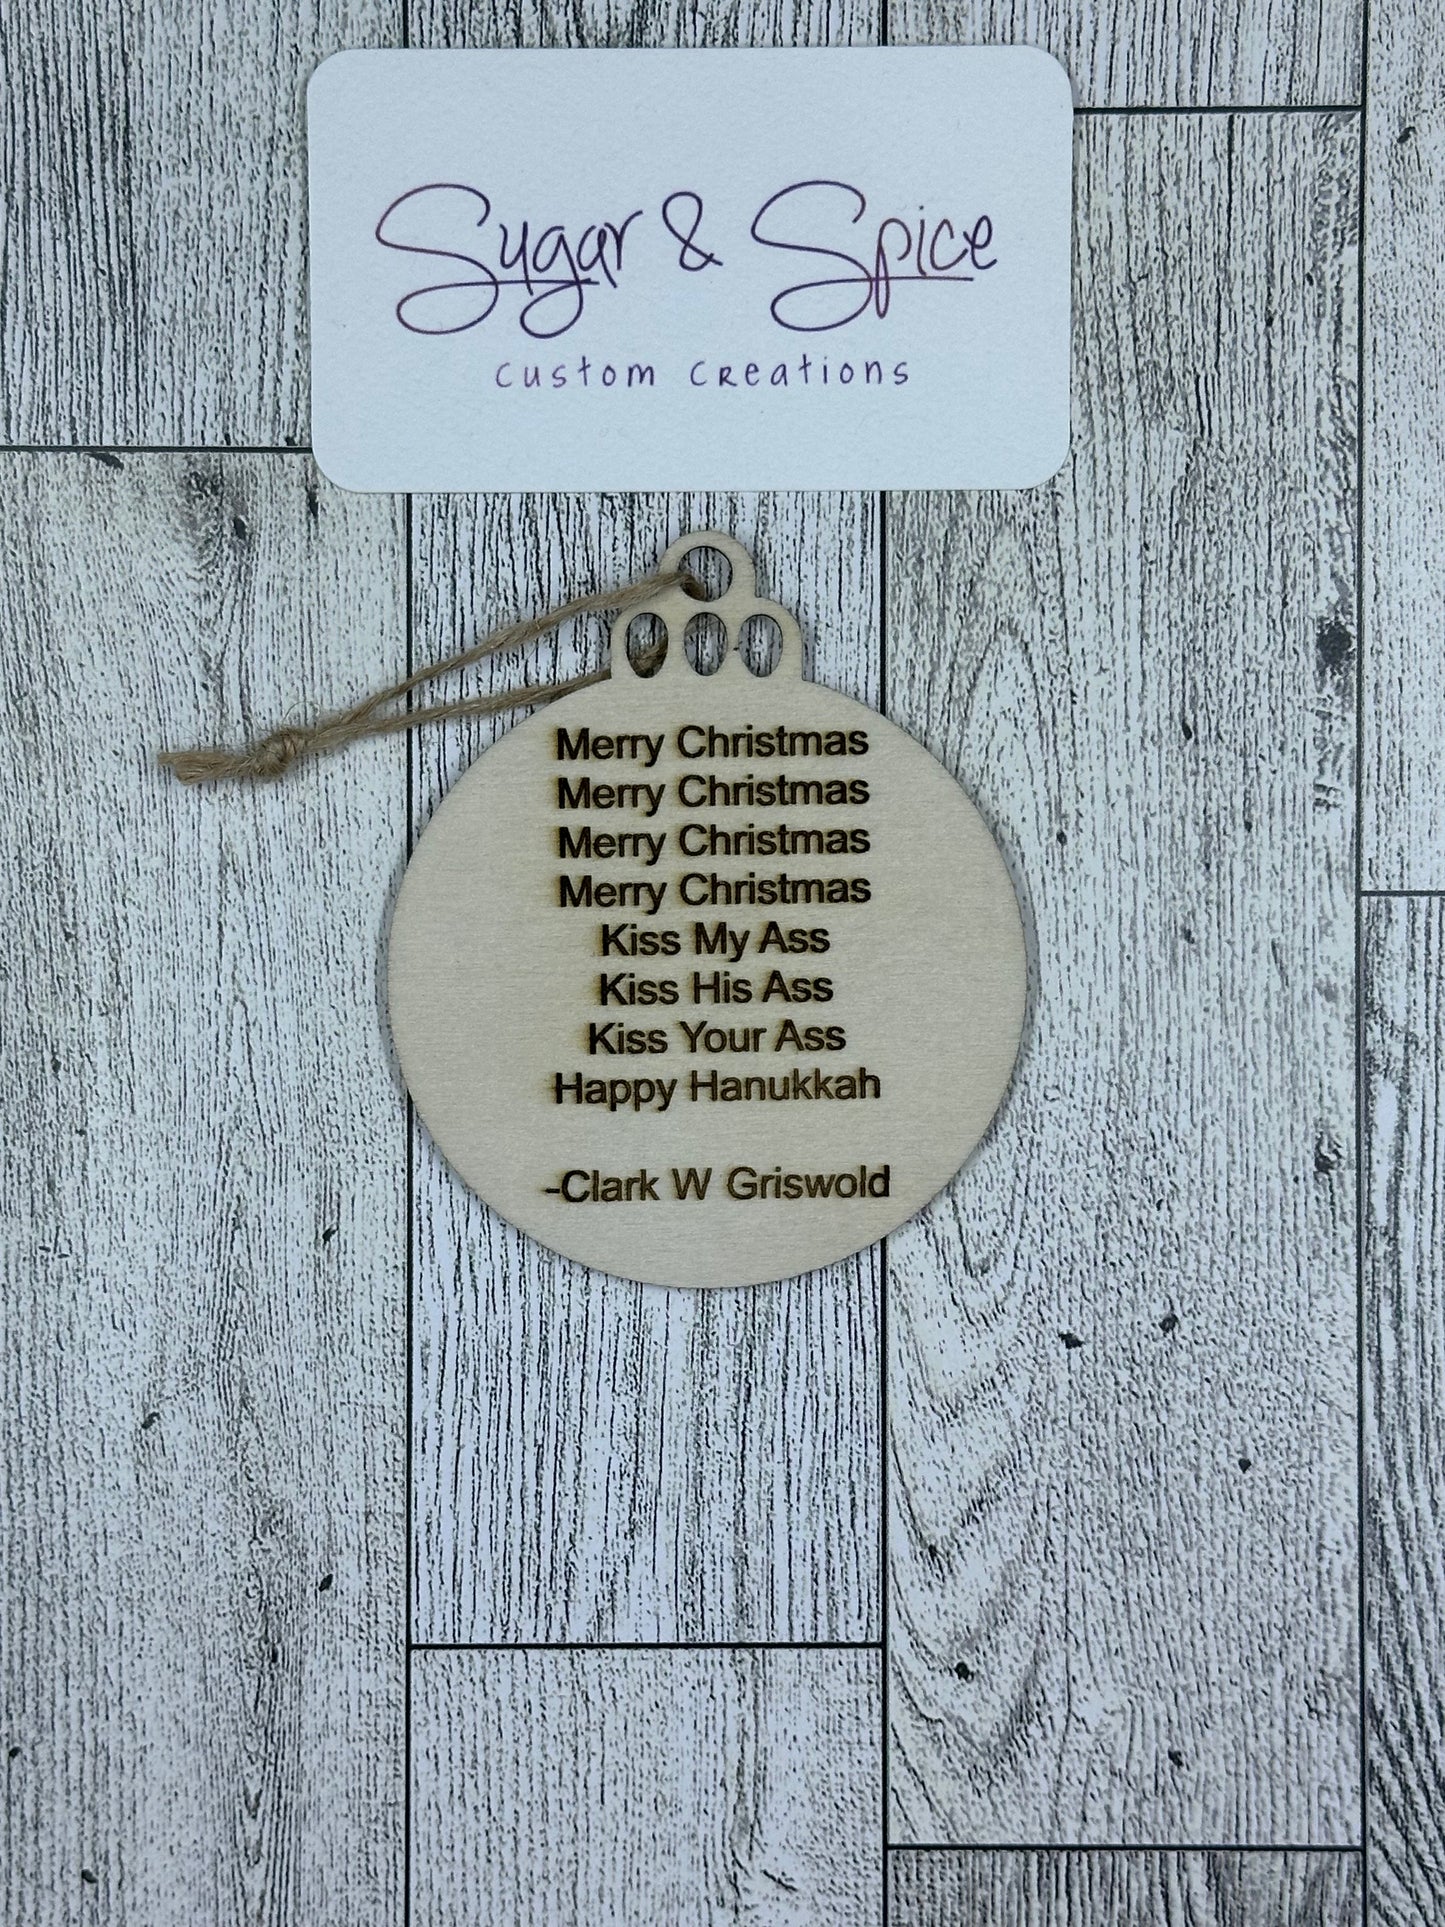 Sugar & Spice
custom creations
Merry Christmas
Merry Christmas
Merry Christmas
Merry Christmas
Kiss My Ass
Kiss His Ass
Kiss Your Ass
Happy Hanukkah
-Clark W Griswold